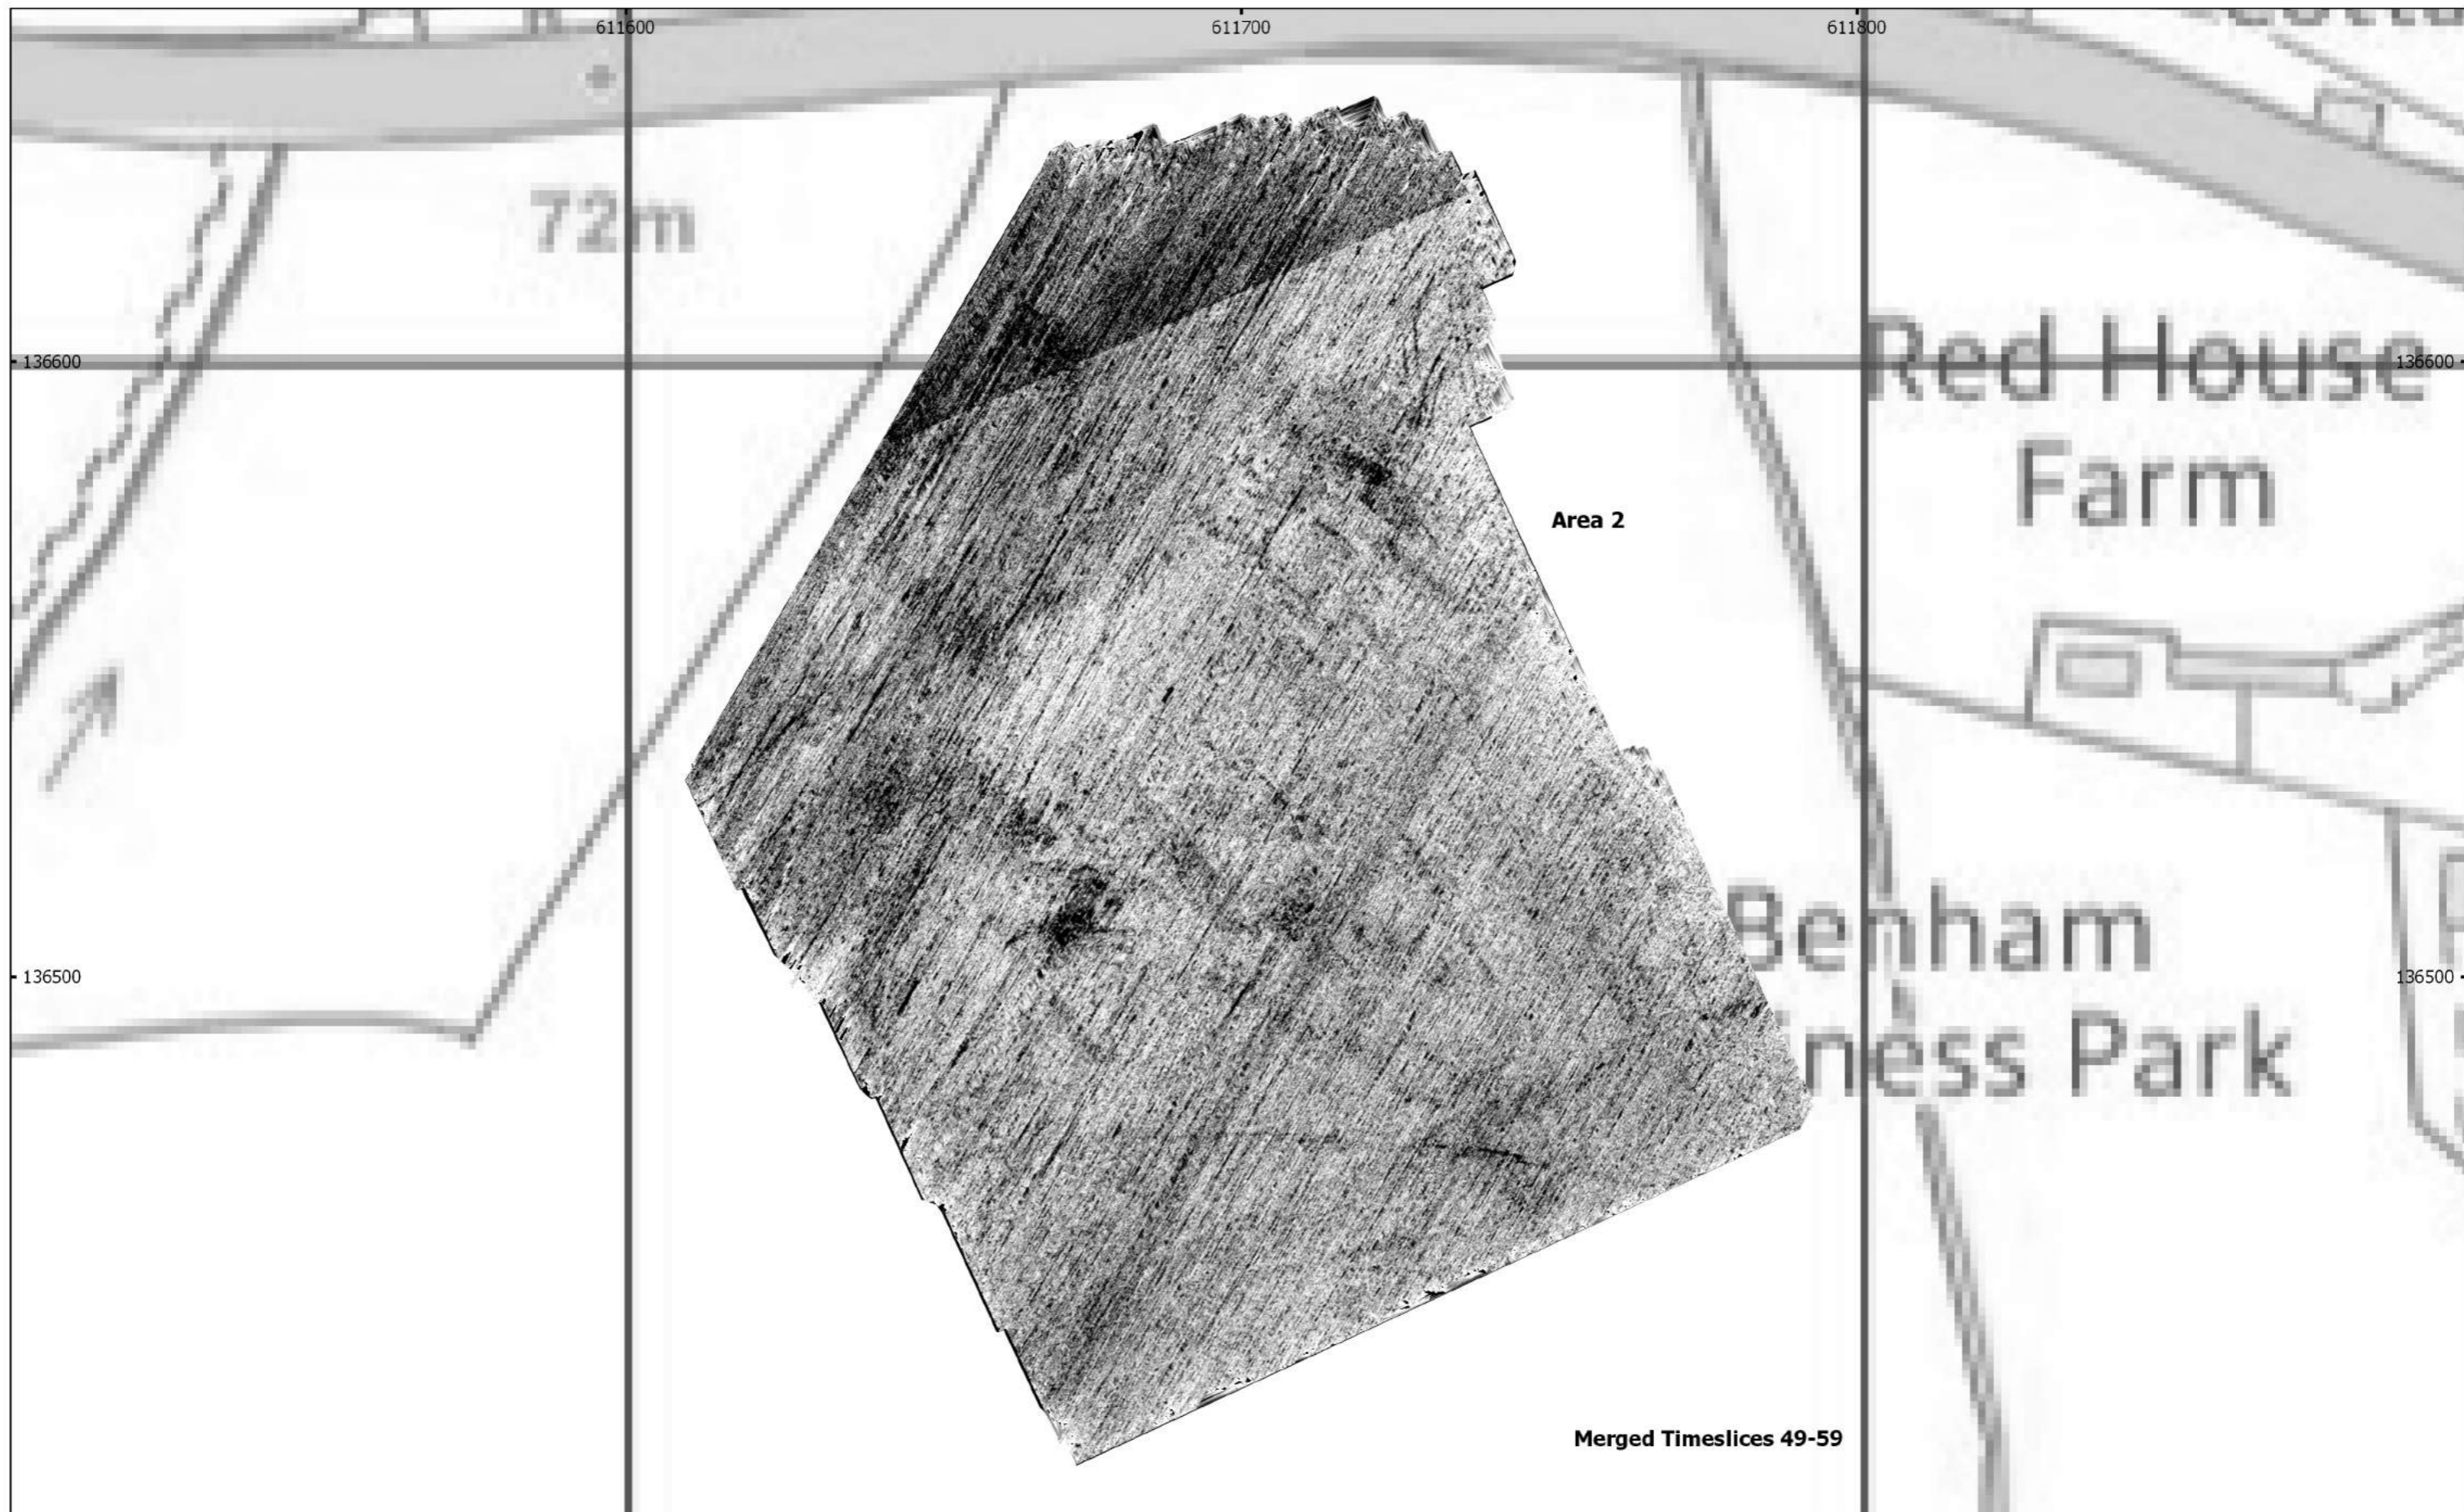 611600
611700
611800
72m
136600
Red House
136600
Farm
Area 2
Benham
136500
136500
ness Park
Merged Timeslices 49-59